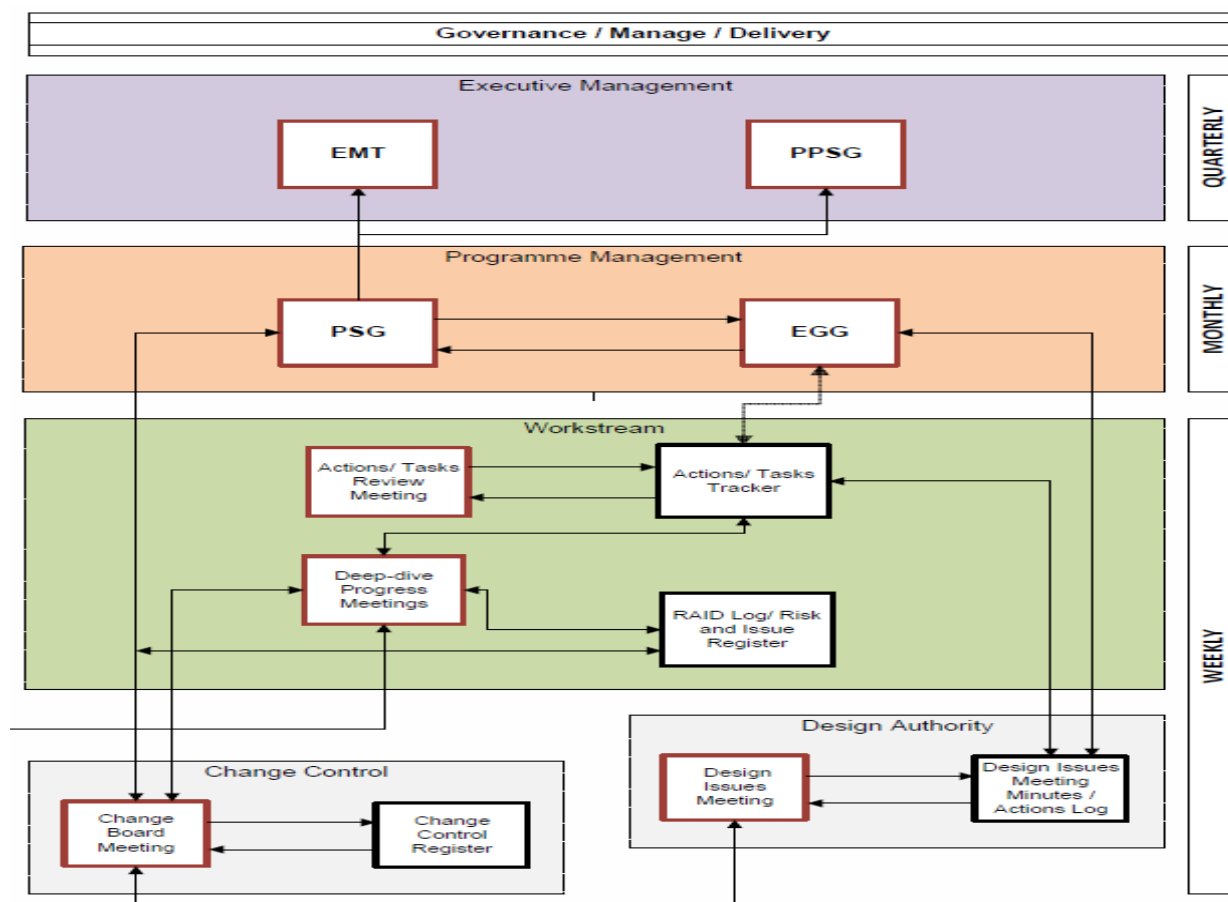 Governance / Manage / Delivery
Executive Management
EMT
PPSG
QUARTERLY
Programme Management
PSG
EGG
MONTHLY
Workstream
Actions/ Tasks
Review
Meeting
Actions/ Tasks
Tracker
Deep-dive
Progress
Meetings
RAID Log/ Risk
and Issue
Register
WEEKLY
Design Authority
Design
Issues
Meeting
Design Issues
Meeting
Minutes /
Actions Log
Change Control
Change
Board
Meeting
Change
Control
Register